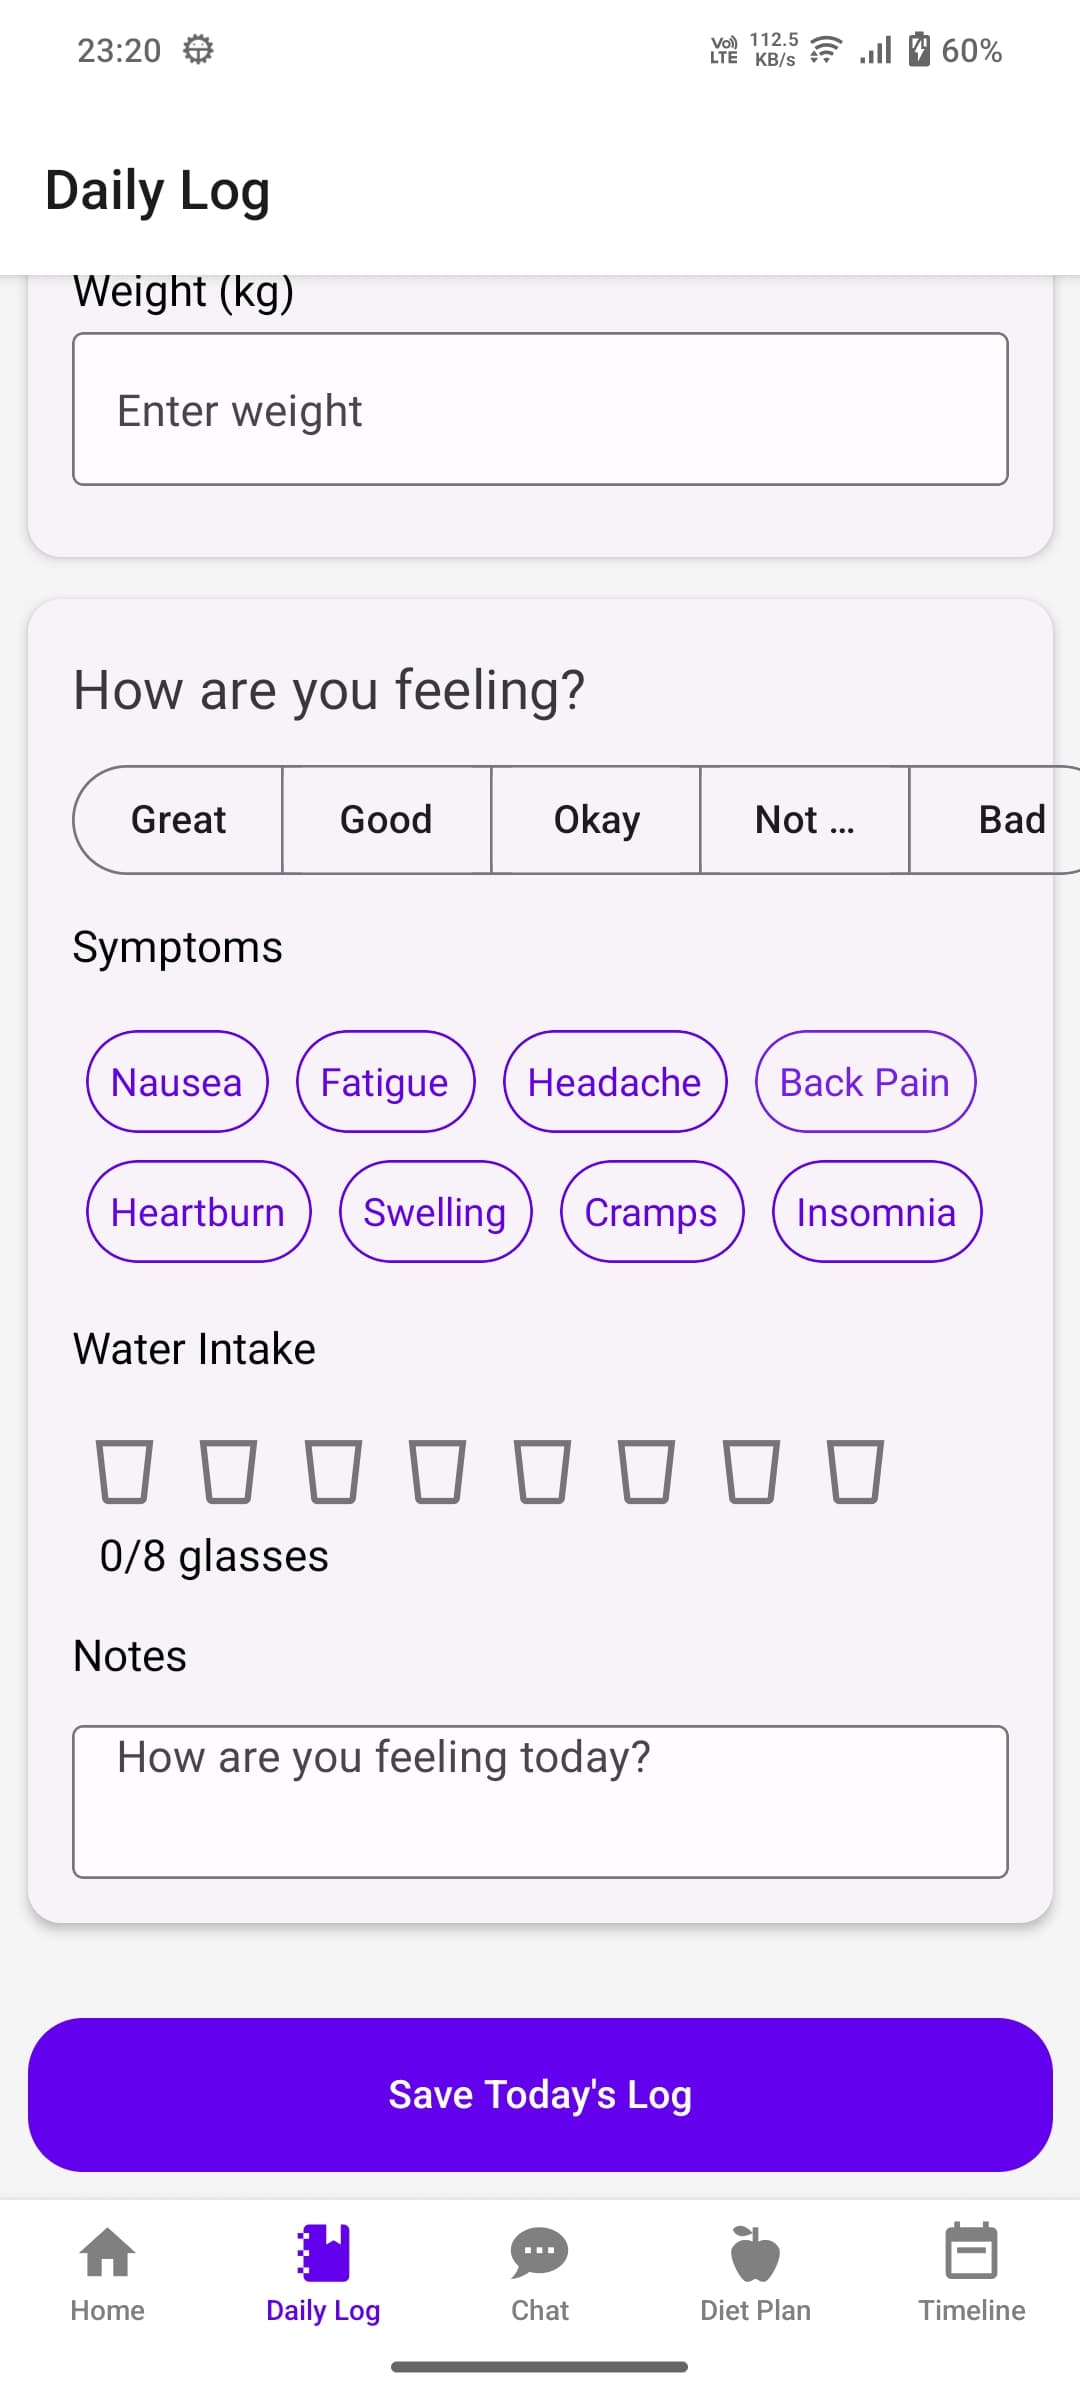 23:20 Vo)) LTE 112.5 KB/s 60%
Daily Log
Weight (kg)
Enter weight
How are you feeling?
Great Good Okay Not ... Bad
Symptoms
Nausea Fatigue Headache Back Pain
Heartburn Swelling Cramps Insomnia
Water Intake
0/8 glasses
Notes
How are you feeling today?
Save Today's Log
Home Daily Log Chat Diet Plan Timeline